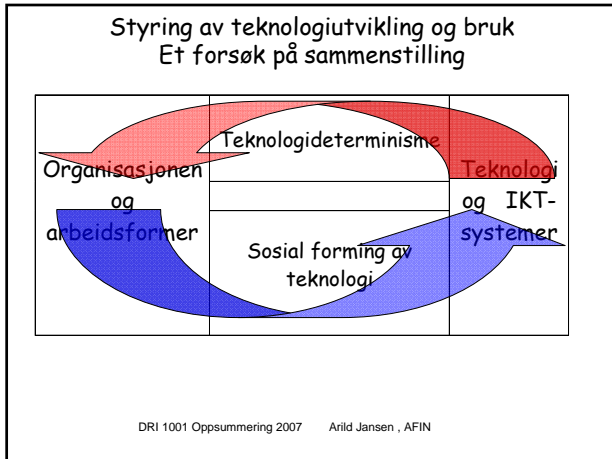 Styring av teknologiutvikling og bruk
Et forsøk på sammenstilling
Teknologideterminisme
Organisasjonen
og
arbeidsformer
Teknologi
og IKT-
systemer
Sosial forming av
teknologi
DRI 1001 Oppsummering 2007 Arild Jansen , AFIN